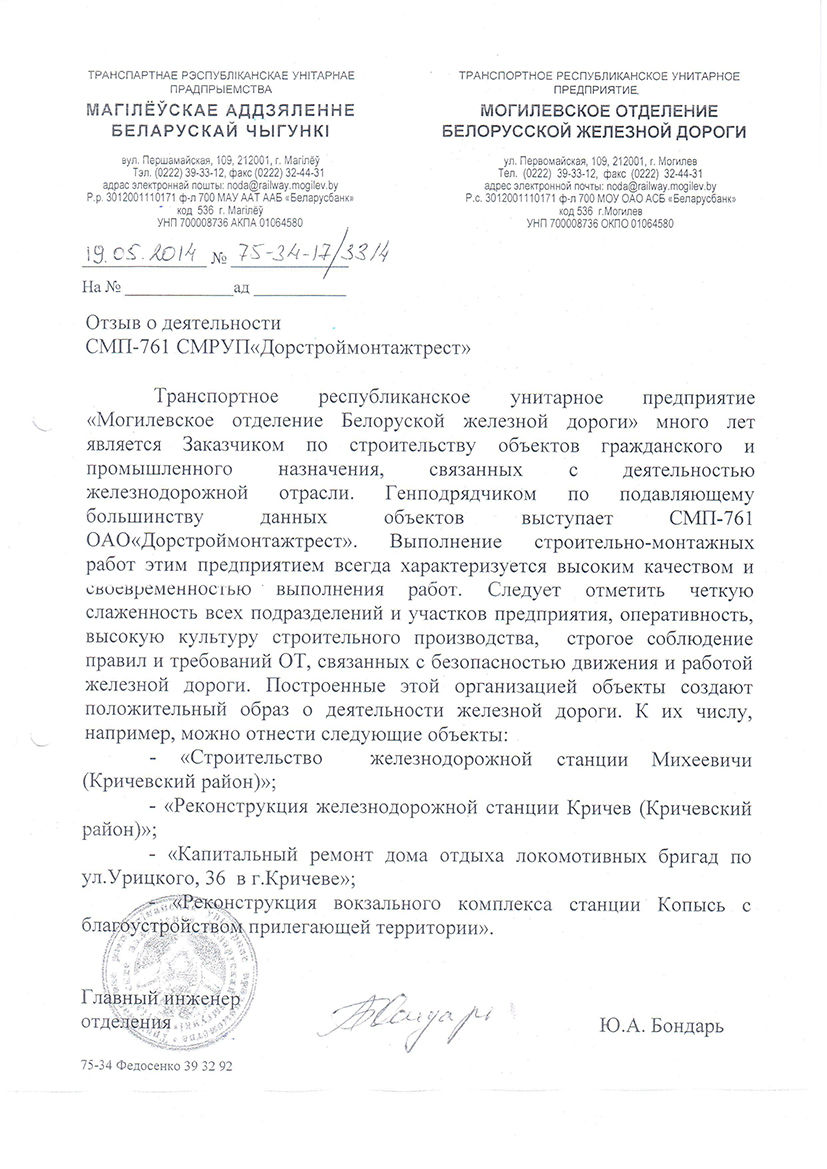 ТРАНСПАРТНАЕ РЭСПУБЛІКАНСКАЕ УНІТАРНАЕ
ПРАДПРЫЕМСТВА
МАГІЛЁЎСКАЕ АДДЗЯЛЕННЕ
БЕЛАРУСКАЙ ЧЫГУНКІ
вул. Першамайская, 109, 212001, г. Магілёў
Тэл. (0222) 39-33-12, факс (0222) 32-44-31
адрас электроннай пошты: noda@railway.mogilev.by
Р.р. 3012001110171 ф-л 700 МАУ ААТ ААБ «Беларусбанк»
код 536 г. Магілёў
УНП 700008736 АКПА 01064580
ТРАНСПОРТНОЕ РЕСПУБЛИКАНСКОЕ УНИТАРНОЕ
ПРЕДПРИЯТИЕ
МОГИЛЕВСКОЕ ОТДЕЛЕНИЕ
БЕЛОРУССКОЙ ЖЕЛЕЗНОЙ ДОРОГИ
ул. Первомайская, 109, 212001, г. Могилев
Тел. (0222) 39-33-12, факс (0222) 32-44-31
адрес электронной почты: noda@railway.mogilev.by
Р.с. 3012001110171 ф-л 700 МОУ ОАО АСБ «Беларусбанк»
код 536 г.Могилев
УНП 700008736 ОКПО 01064580
19.05.2014 № 75-34-17/3314
На № ____________ад ____________
Отзыв о деятельности
СМП-761 СМРУП«Дорстроймонтажтрест»
Транспортное республиканское унитарное предприятие
«Могилевское отделение Белоруской железной дороги» много лет
является Заказчиком по строительству объектов гражданского и
промышленного назначения, связанных с деятельностью
железнодорожной отрасли. Генподрядчиком по подавляющему
большинству данных объектов выступает СМП-761
ОАО«Дорстроймонтажтрест». Выполнение строительно-монтажных
работ этим предприятием всегда характеризуется высоким качеством и
своевременностью выполнения работ. Следует отметить четкую
слаженность всех подразделений и участков предприятия, оперативность,
высокую культуру строительного производства, строгое соблюдение
правил и требований ОТ, связанных с безопасностью движения и работой
железной дороги. Построенные этой организацией объекты создают
положительный образ о деятельности железной дороги. К их числу,
например, можно отнести следующие объекты:
- «Строительство железнодорожной станции Михеевичи
(Кричевский район)»;
- «Реконструкция железнодорожной станции Кричев (Кричевский
район)»;
- «Капитальный ремонт дома отдыха локомотивных бригад по
ул.Урицкого, 36 в г.Кричеве»;
- «Реконструкция вокзального комплекса станции Копысь с
благоустройством прилегающей территории».
Главный инженер
отделения Ю.А. Бондарь
75-34 Федосенко 39 32 92